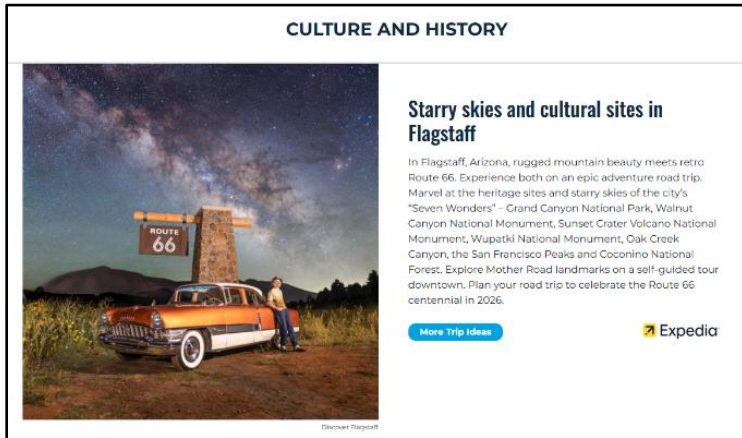 CULTURE AND HISTORY
ROUTE
66
Discover Flagstaff
Starry skies and cultural sites in
Flagstaff
In Flagstaff, Arizona, rugged mountain beauty meets retro
Route 66. Experience both on an epic adventure road trip.
Marvel at the heritage sites and starry skies of the city's
“Seven Wonders” – Grand Canyon National Park, Walnut
Canyon National Monument, Sunset Crater Volcano National
Monument, Wupatki National Monument, Oak Creek
Canyon, the San Francisco Peaks and Coconino National
Forest. Explore Mother Road landmarks on a self-guided tour
downtown. Plan your road trip to celebrate the Route 66
centennial in 2026.
More Trip Ideas
Expedia